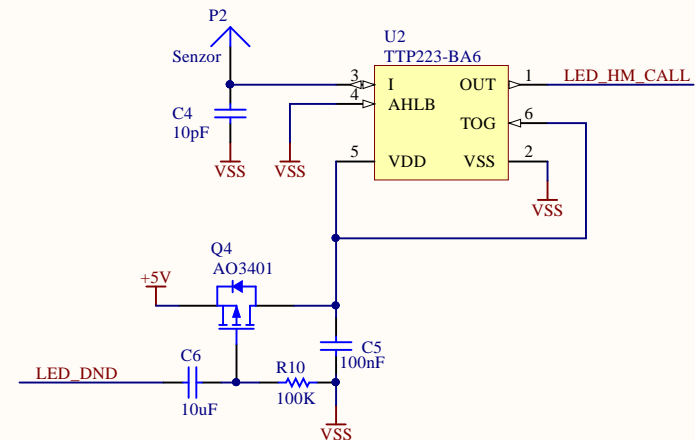 P2
Senzor
C4
10pF
VSS
VSS
U2
TTP223-BA6
3 I OUT 1 LED_HM_CALL
4 AHLB
TOG 6
5 VDD VSS 2
VSS
Q4
AO3401
+5V
C5
100nF
LED_DND
C6
10uF
R10
100K
VSS